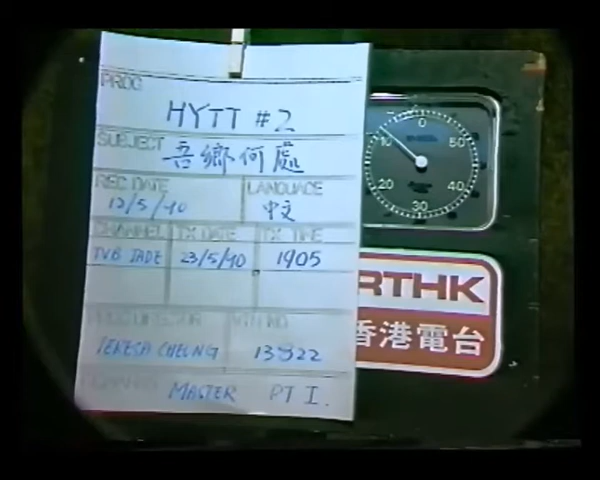 PROG
HYTT #2
SUBJECT
吾鄉何處
REC DATE LANGUAGE
12/5/90 中文
CHANNEL TX DATE TX TIME
TVB JADE 23/5/90 1905
TERESA CHEUNG 13822
MASTER PT I.
0
50
40
30
20
10
RTHK
香港電台